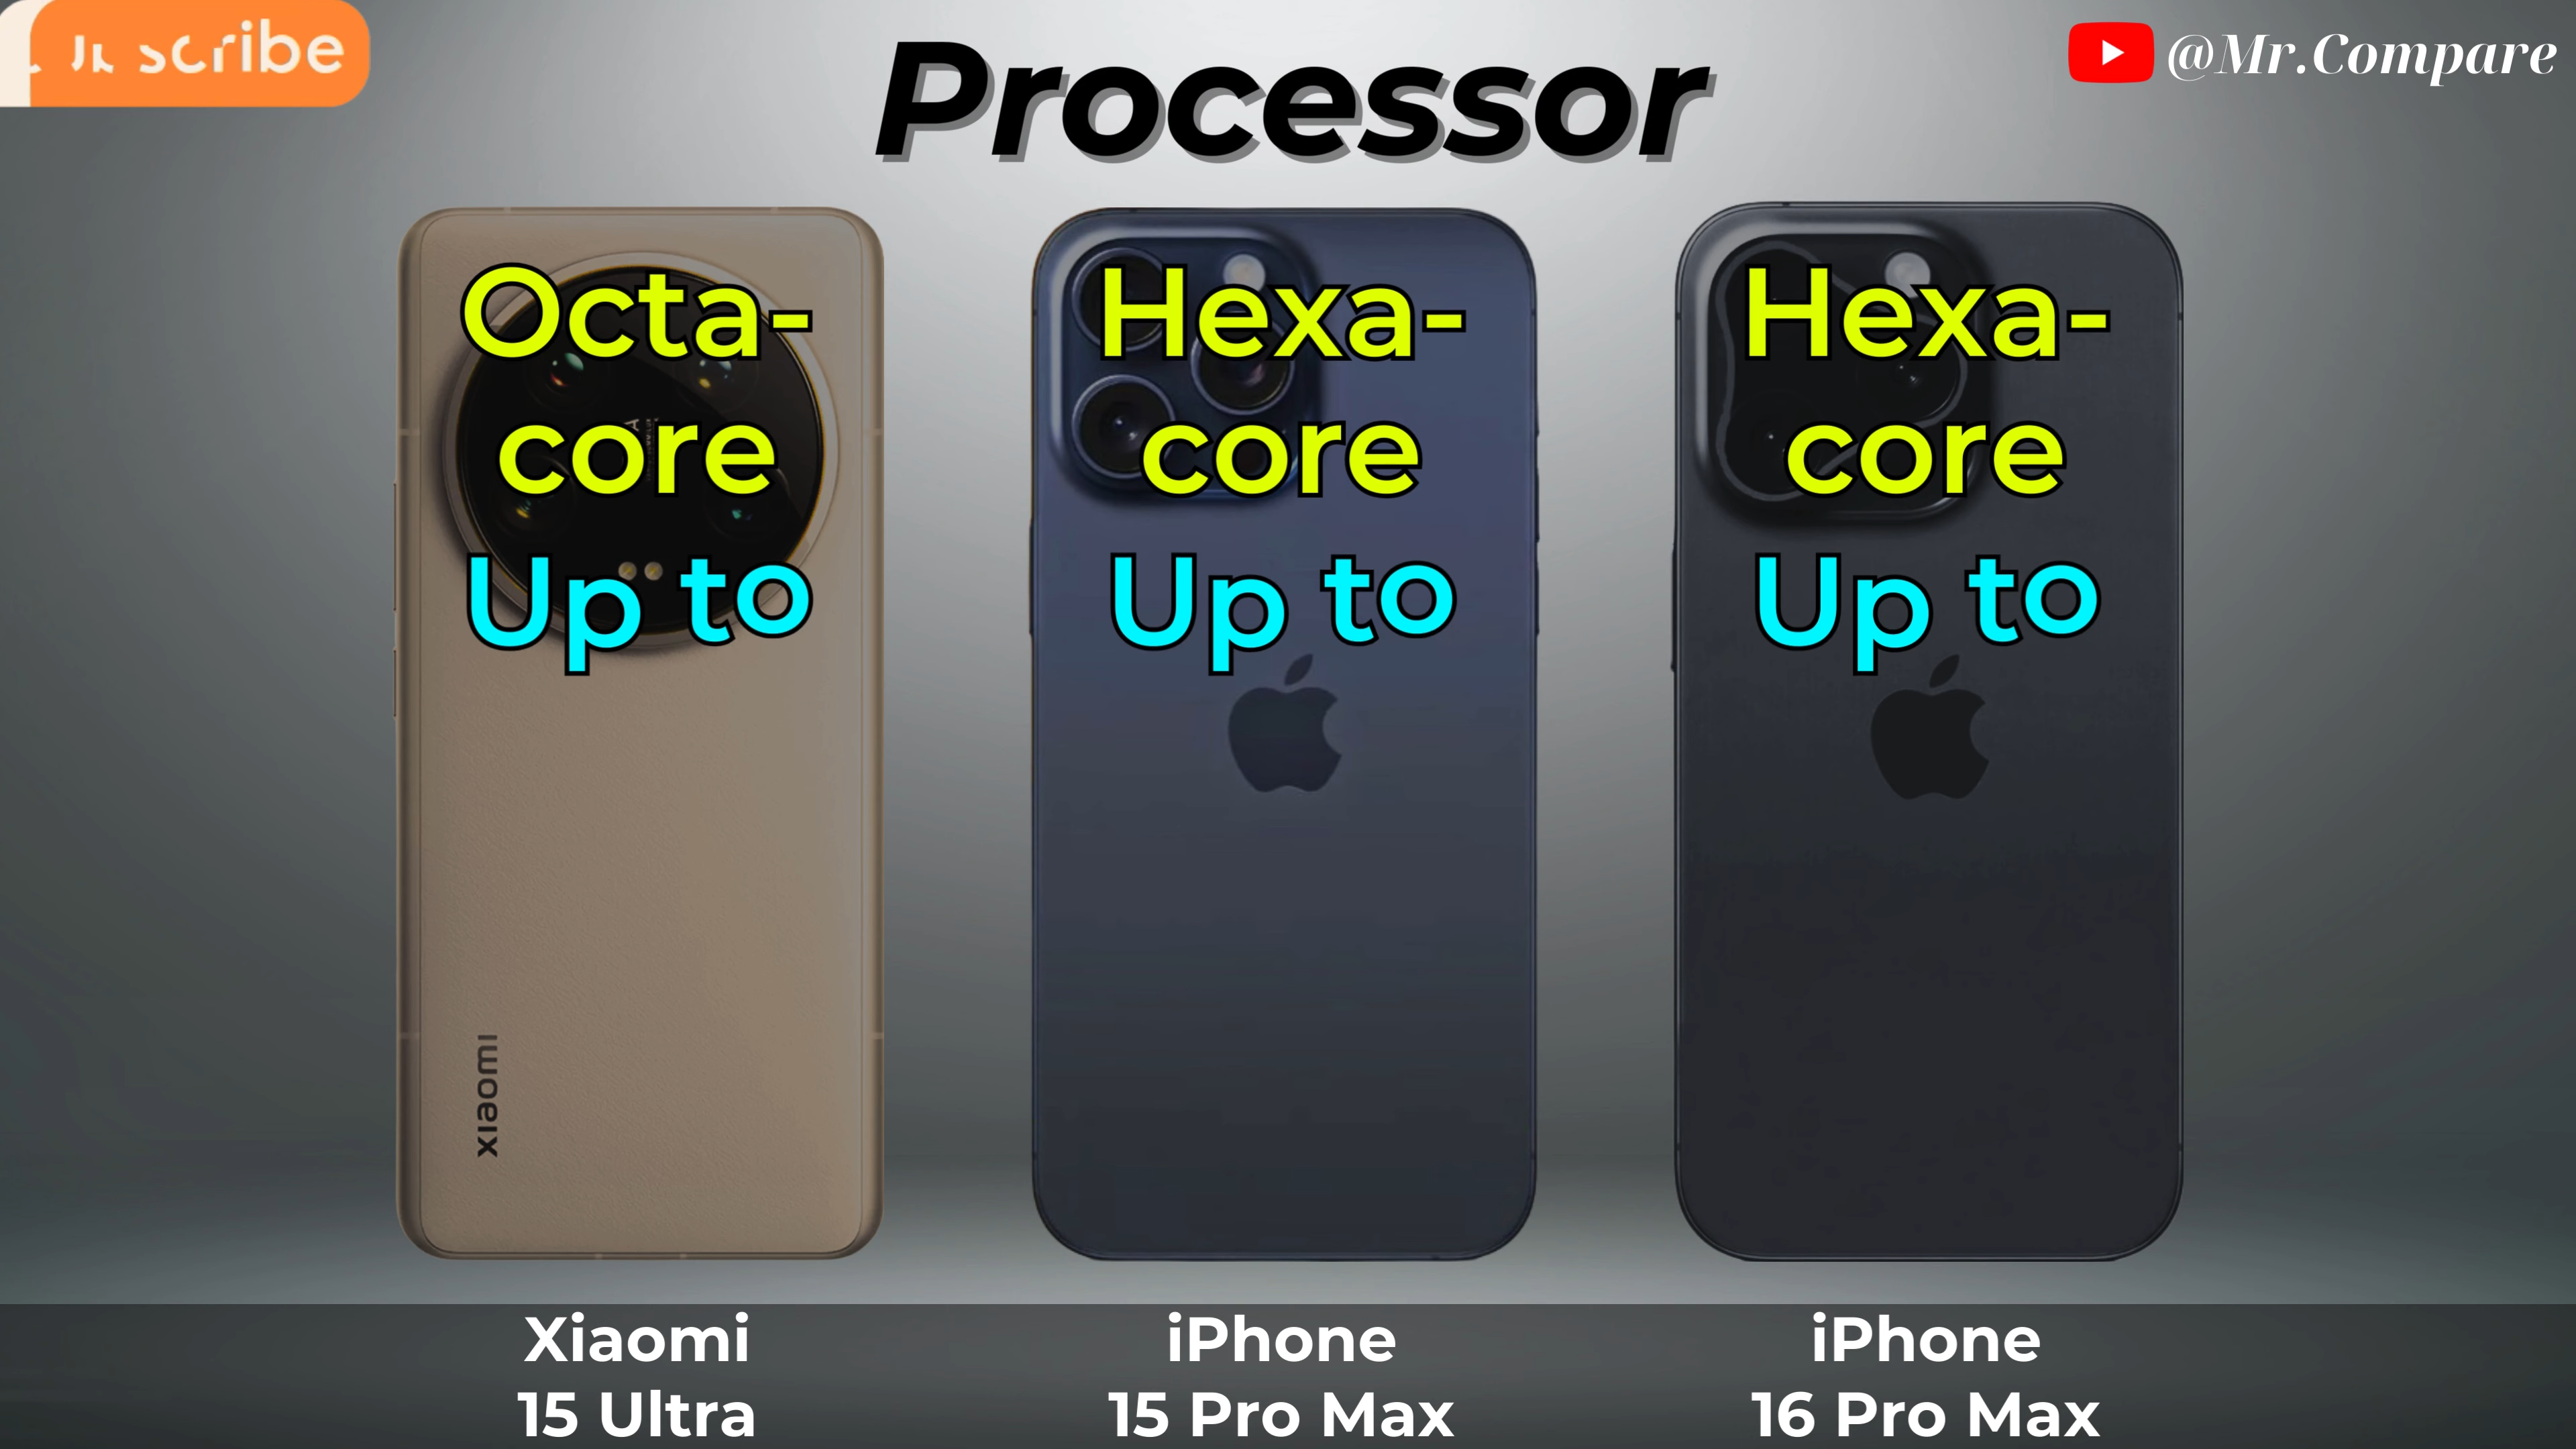 scribe
Processor
@Mr.Compare
Octa-
core
Up to
Hexa-
core
Up to
Hexa-
core
Up to
xiaomi
Xiaomi
15 Ultra
iPhone
15 Pro Max
iPhone
16 Pro Max